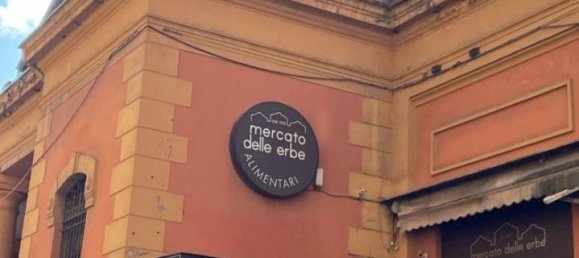 mercato
delle erbe
ALIMENTARI
mercato delle erbe